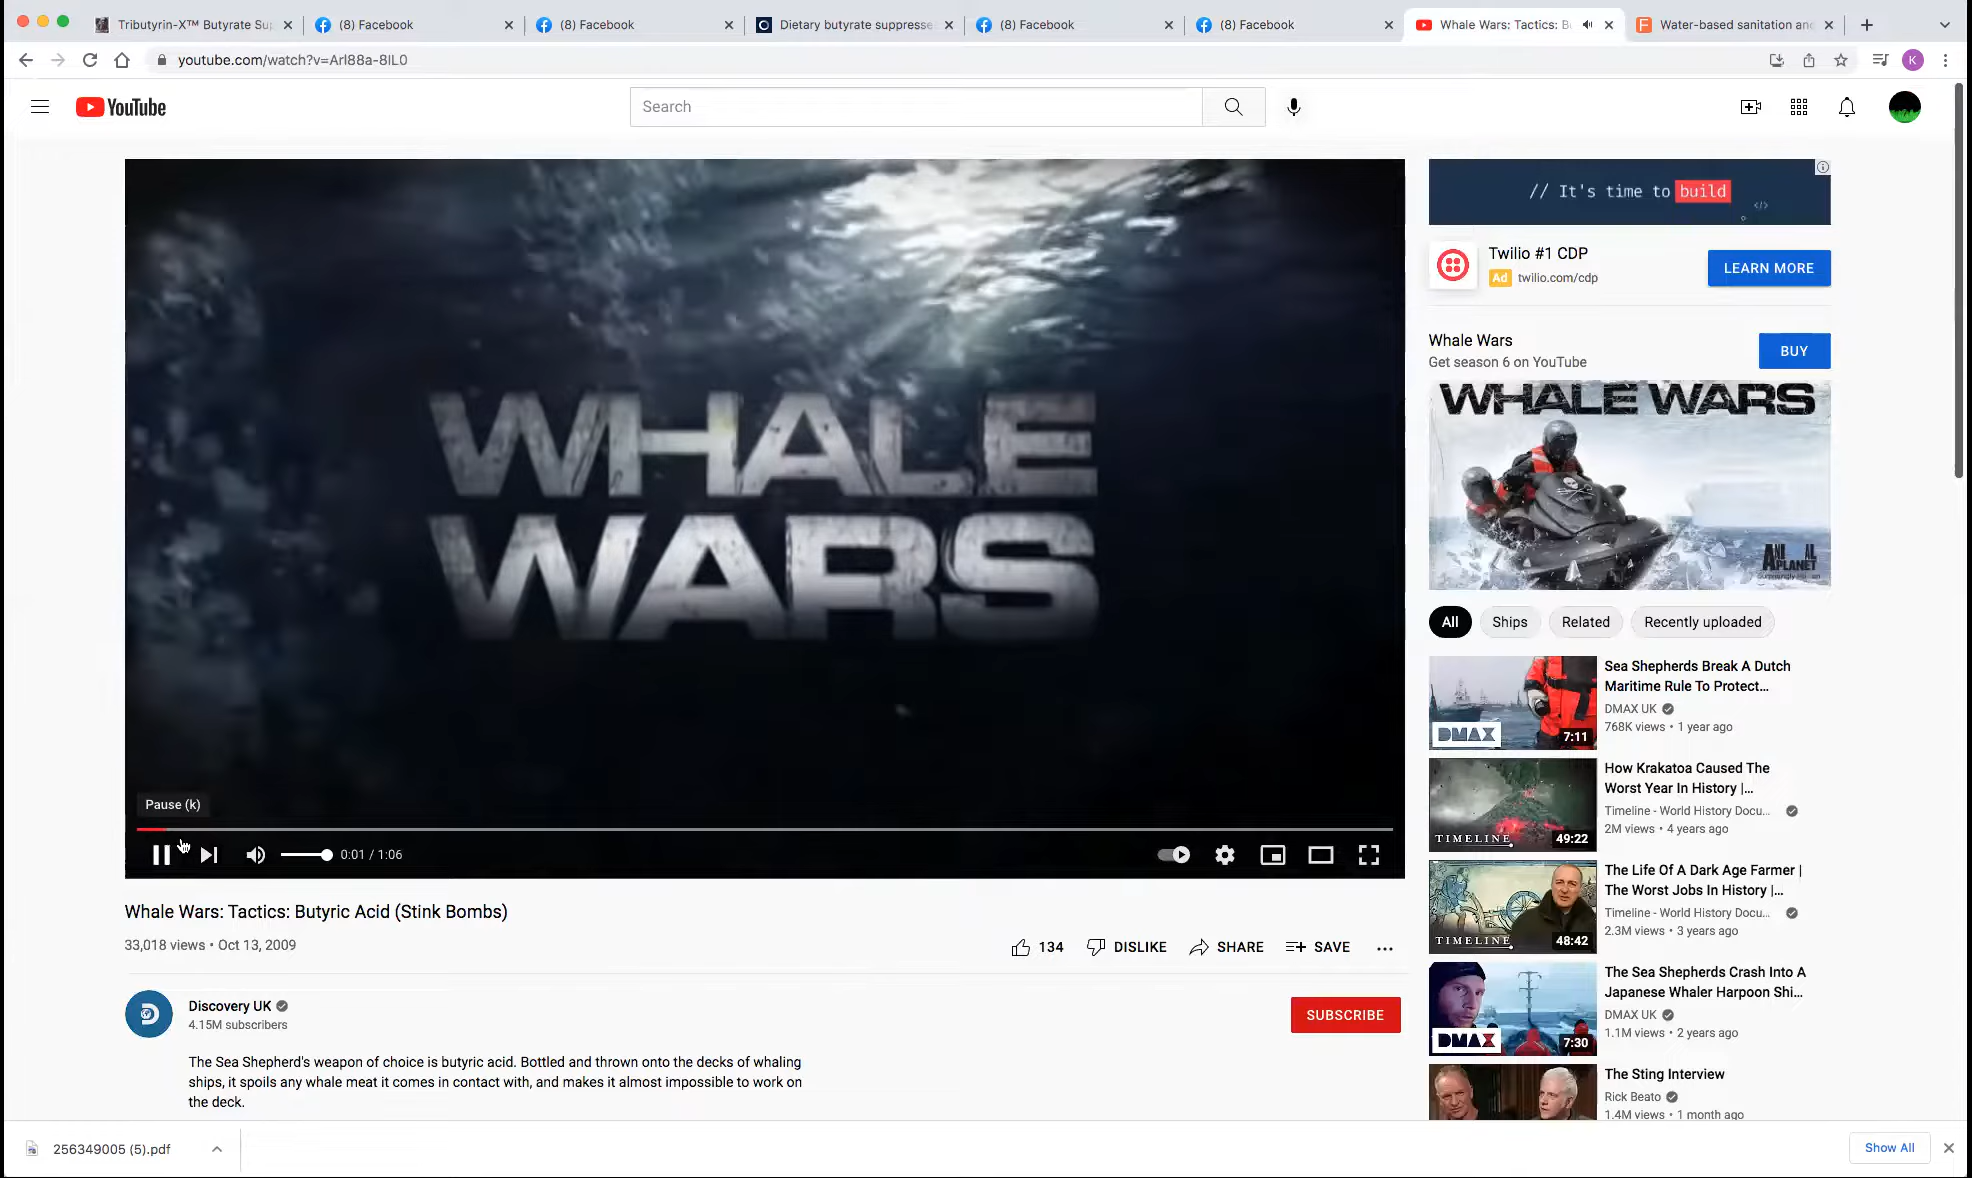 Tributyrin-X™ Butyrate Su
(8) Facebook
(8) Facebook
Dietary butyrate suppresse
(8) Facebook
(8) Facebook
Whale Wars: Tactics: B
Water-based sanitation an
youtube.com/watch?v=Arl88a-8IL0
K
YouTube
Search
WHALE
WARS
Pause (k)
0:01 / 1:06
Whale Wars: Tactics: Butyric Acid (Stink Bombs)
33,018 views • Oct 13, 2009
134
DISLIKE
SHARE
SAVE
Discovery UK
4.15M subscribers
SUBSCRIBE
The Sea Shepherd's weapon of choice is butyric acid. Bottled and thrown onto the decks of whaling
ships, it spoils any whale meat it comes in contact with, and makes it almost impossible to work on
the deck.
// It's time to build
</>
Twilio #1 CDP
Ad twilio.com/cdp
LEARN MORE
Whale Wars
Get season 6 on YouTube
BUY
WHALE WARS
ANIMAL
PLANET
All
Ships
Related
Recently uploaded
Sea Shepherds Break A Dutch
Maritime Rule To Protect...
DMAX UK
768K views • 1 year ago
DMAX
7:11
How Krakatoa Caused The
Worst Year In History |...
Timeline - World History Docu...
2M views • 4 years ago
TIMELINE
49:22
The Life Of A Dark Age Farmer |
The Worst Jobs In History |...
Timeline - World History Docu...
2.3M views • 3 years ago
TIMELINE
48:42
The Sea Shepherds Crash Into A
Japanese Whaler Harpoon Shi...
DMAX UK
1.1M views • 2 years ago
DMAX
7:30
The Sting Interview
Rick Beato
1.4M views • 1 month ago
256349005 (5).pdf
Show All